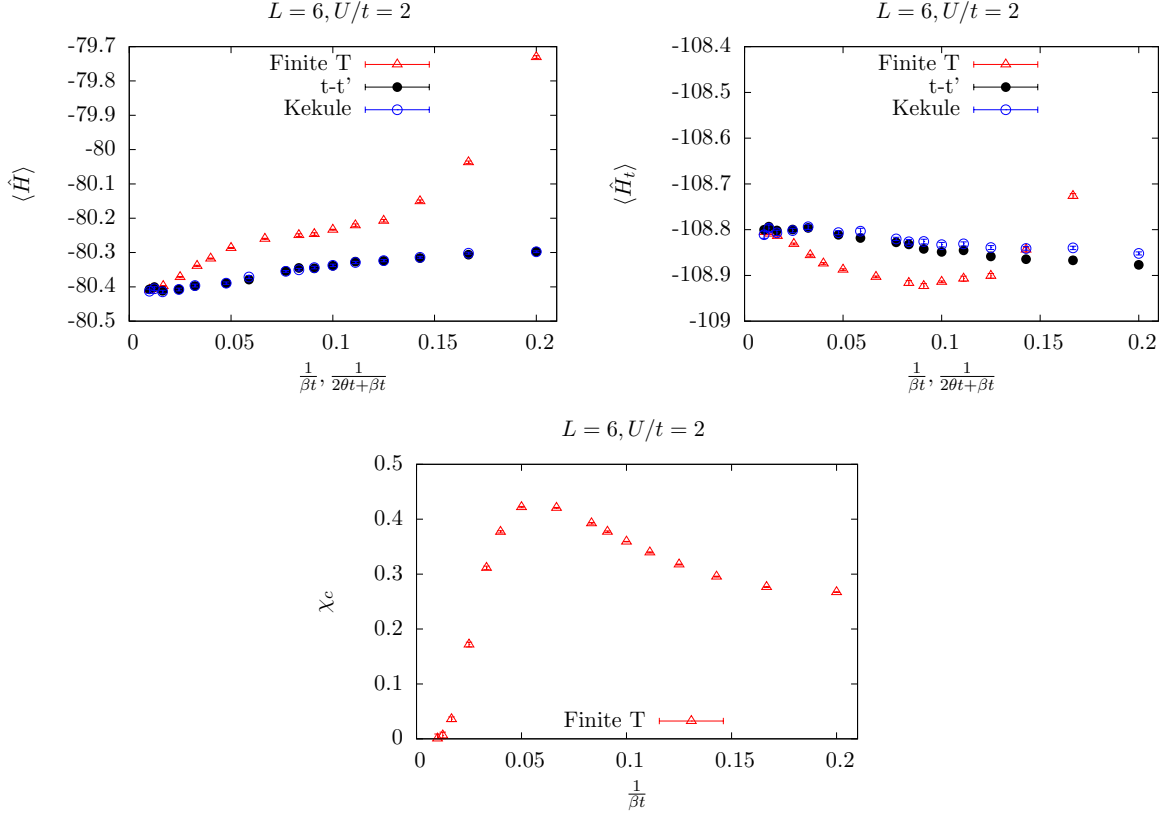 L = 6, U/t = 2
-79.7
-79.8
-79.9
-80
-80.1
-80.2
-80.3
-80.4
-80.5
⟨Ĥ⟩
Finite T
t-t'
Kekule
0 0.05 0.1 0.15 0.2
1/βt, 1/(2θt+βt)
L = 6, U/t = 2
-108.4
-108.5
-108.6
-108.7
-108.8
-108.9
-109
⟨Ĥ_t⟩
Finite T
t-t'
Kekule
0 0.05 0.1 0.15 0.2
1/βt, 1/(2θt+βt)
L = 6, U/t = 2
0.5
0.4
0.3
0.2
0.1
0
χ_c
Finite T
0 0.05 0.1 0.15 0.2
1/βt